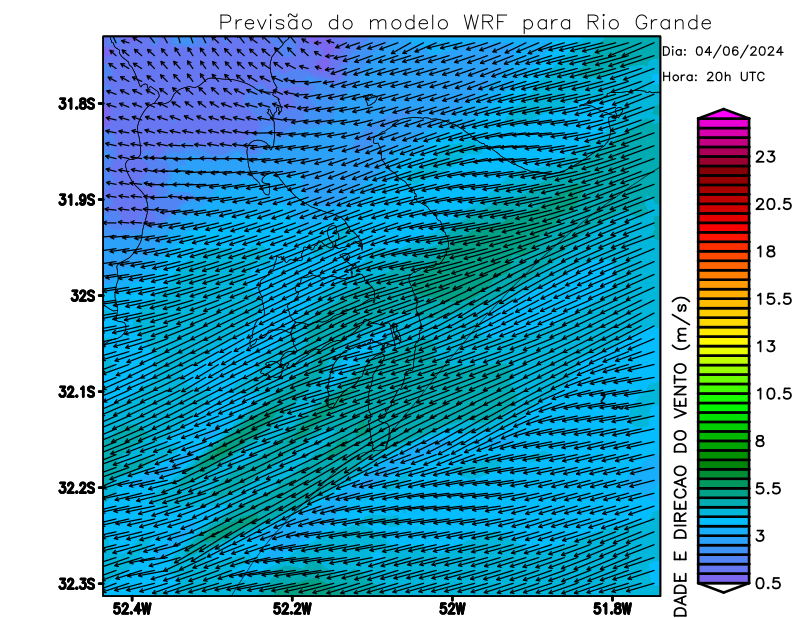 Previsão do modelo WRF para Rio Grande
Dia: 04/06/2024
Hora: 20h UTC
31.8S
31.9S
32S
32.1S
32.2S
32.3S
52.4W
52.2W
52W
51.8W
23
20.5
18
15.5
13
10.5
8
5.5
3
0.5
DADE E DIRECAO DO VENTO (m/s)